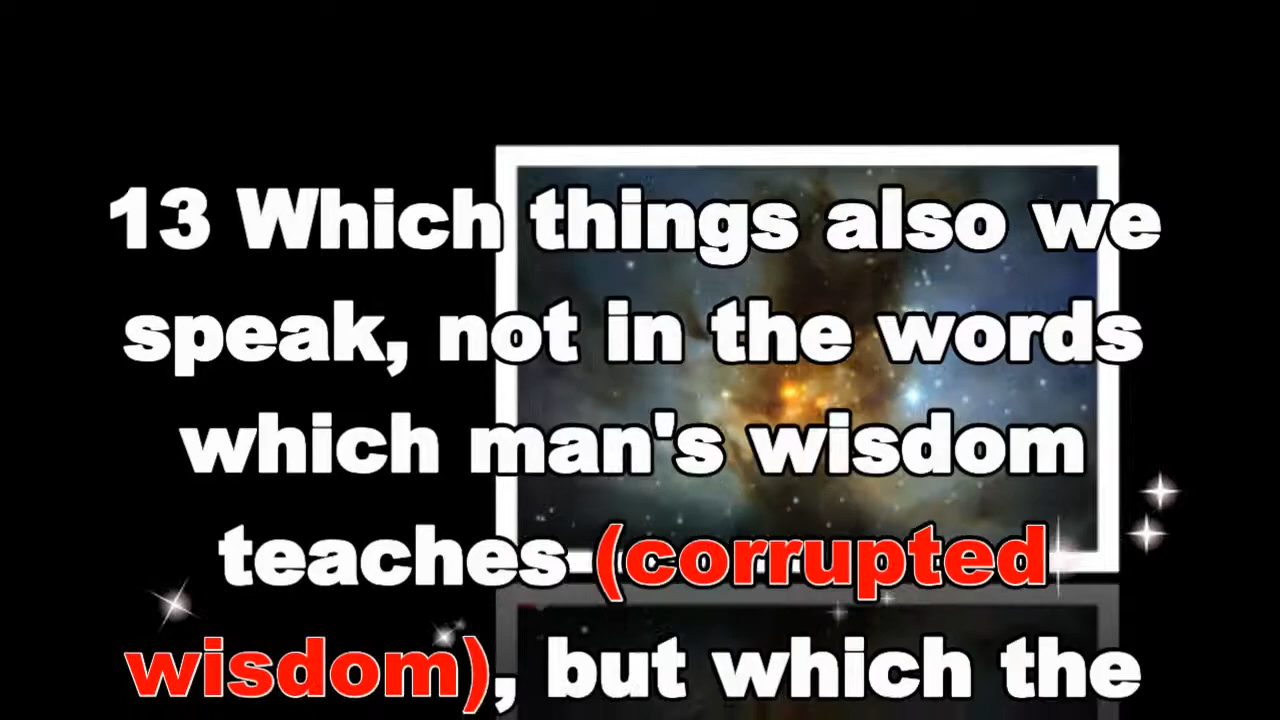 13 Which things also we
speak, not in the words
which man's wisdom
teaches (corrupted
wisdom), but which the